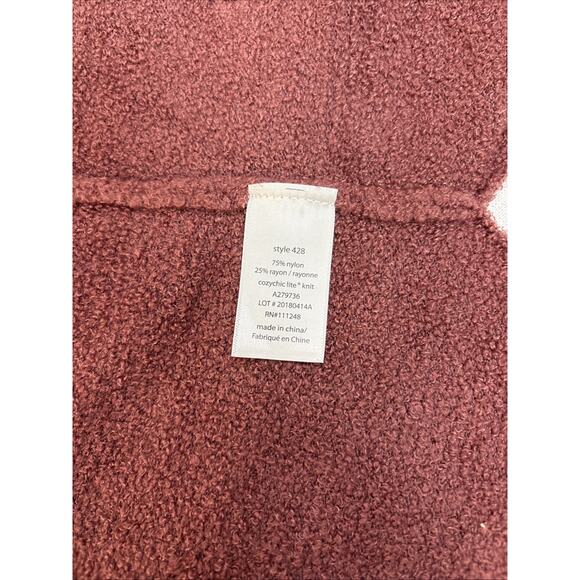 style 428
75% nylon
25% rayon / rayonne
cozychic lite® knit
A279736
LOT # 20180414A
RN#111248
made in china/
Fabriqué en Chine